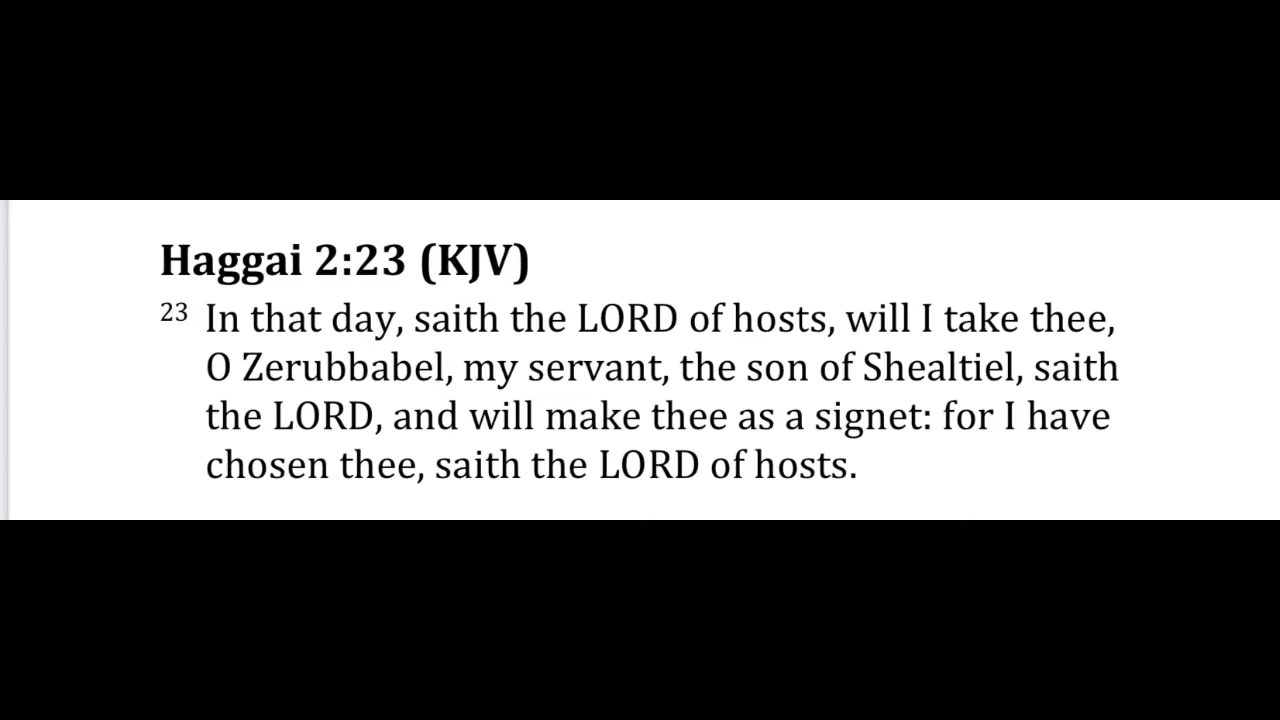 Haggai 2:23 (KJV)
23 In that day, saith the LORD of hosts, will I take thee,
O Zerubbabel, my servant, the son of Shealtiel, saith
the LORD, and will make thee as a signet: for I have
chosen thee, saith the LORD of hosts.